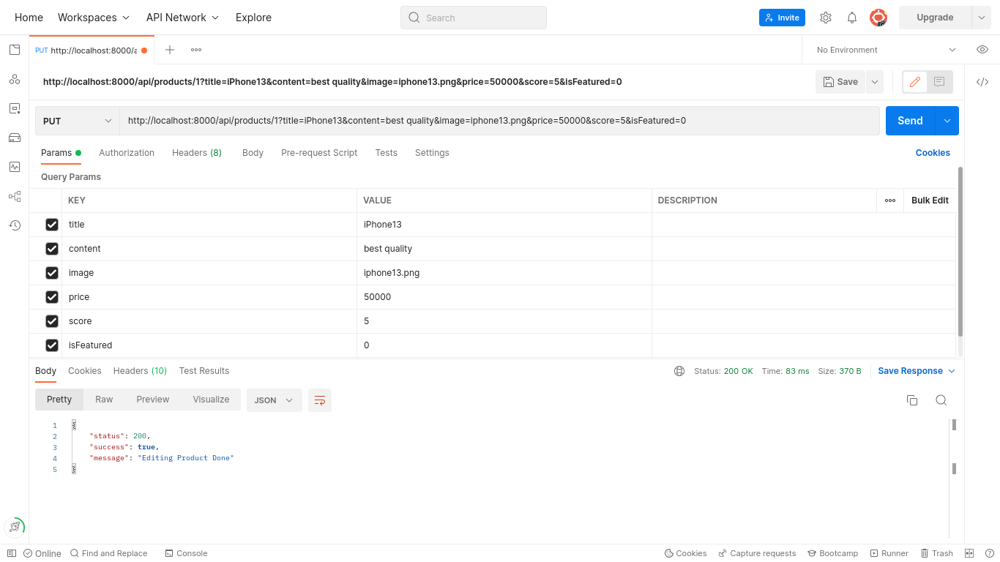 Home Workspaces API Network Explore Search Invite Upgrade
PUT http://localhost:8000/a No Environment
http://localhost:8000/api/products/1?title=iPhone13&content=best quality&image=iphone13.png&price=50000&score=5&isFeatured=0 Save
PUT http://localhost:8000/api/products/1?title=iPhone13&content=best quality&image=iphone13.png&price=50000&score=5&isFeatured=0 Send
Params Authorization Headers (8) Body Pre-request Script Tests Settings Cookies
Query Params
KEY VALUE DESCRIPTION Bulk Edit
title iPhone13
content best quality
image iphone13.png
price 50000
score 5
isFeatured 0
Body Cookies Headers (10) Test Results Status: 200 OK Time: 83 ms Size: 370 B Save Response
Pretty Raw Preview Visualize JSON
1 {
2 "status": 200,
3 "success": true,
4 "message": "Editing Product Done"
5 }
Online Find and Replace Console Cookies Capture requests Bootcamp Runner Trash